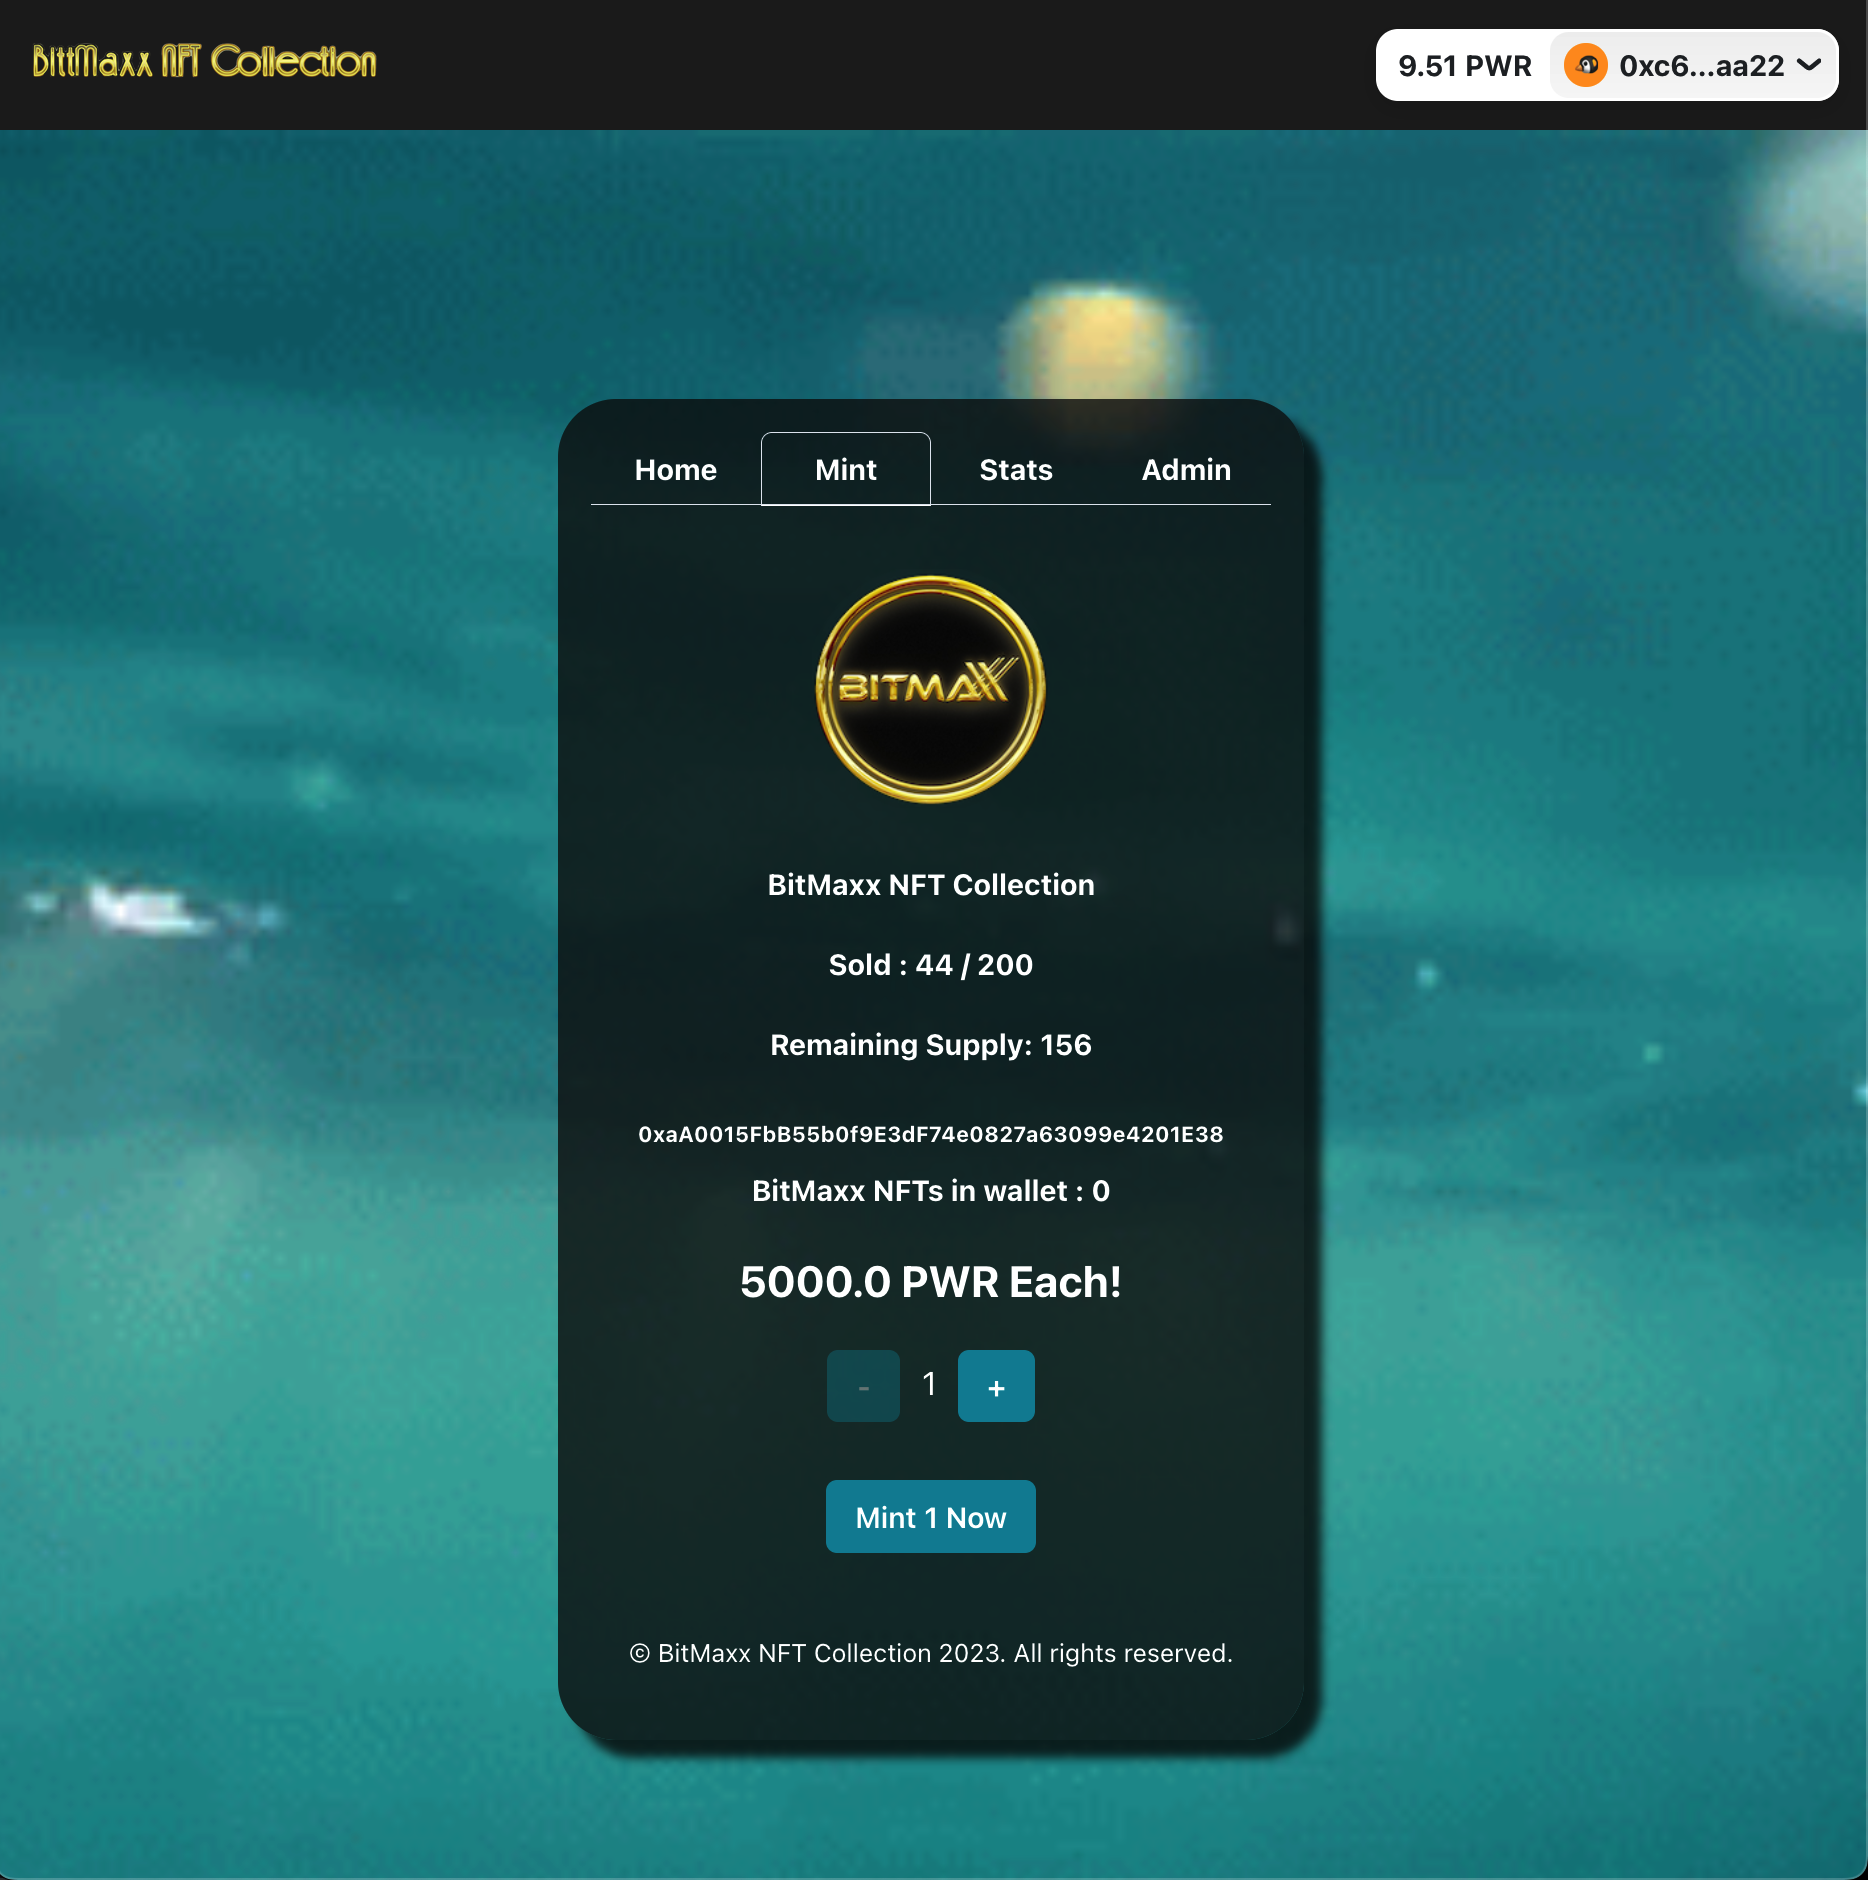 BittMaxx NFT Collection
9.51 PWR 0xc6...aa22
Home Mint Stats Admin
BITMAXX
BitMaxx NFT Collection
Sold : 44 / 200
Remaining Supply: 156
0xaA0015FbB55b0f9E3dF74e0827a63099e4201E38
BitMaxx NFTs in wallet : 0
5000.0 PWR Each!
- 1 +
Mint 1 Now
© BitMaxx NFT Collection 2023. All rights reserved.